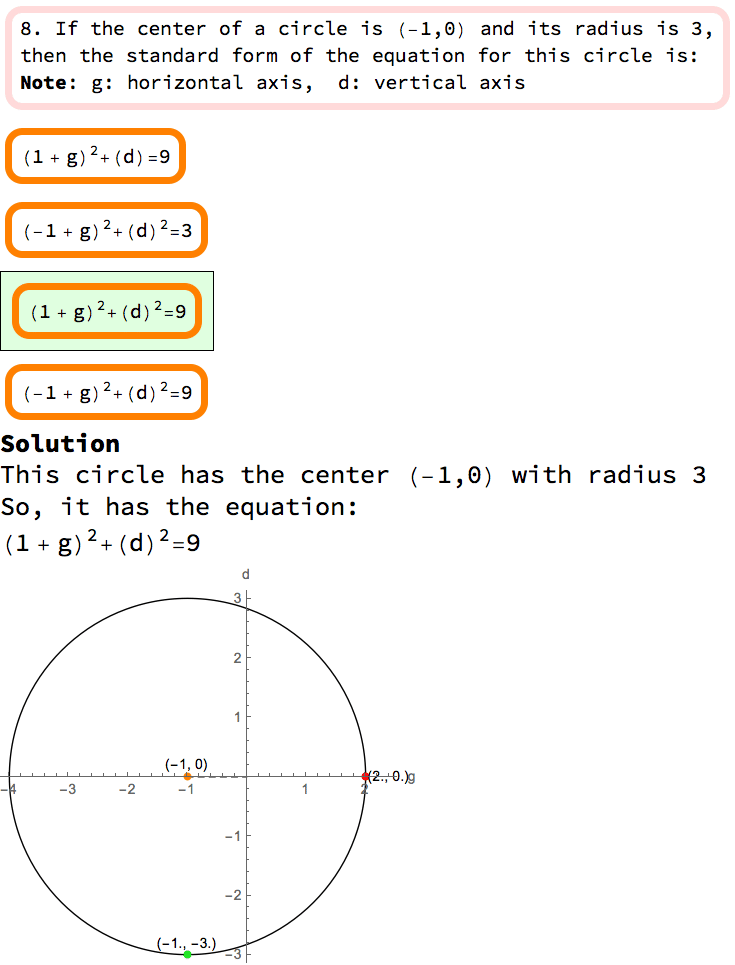 8. If the center of a circle is (-1,0) and its radius is 3,
then the standard form of the equation for this circle is:
Note: g: horizontal axis,  d: vertical axis
(1 + g)²+(d)=9
(-1 + g)²+(d)²=3
(1 + g)²+(d)²=9
(-1 + g)²+(d)²=9
Solution
This circle has the center (-1,0) with radius 3
So, it has the equation:
(1 + g)²+(d)²=9
d
3
2
1
(-1, 0)
(2., 0.)
g
-4
-3
-2
-1
1
2
-1
-2
(-1., -3.)
-3